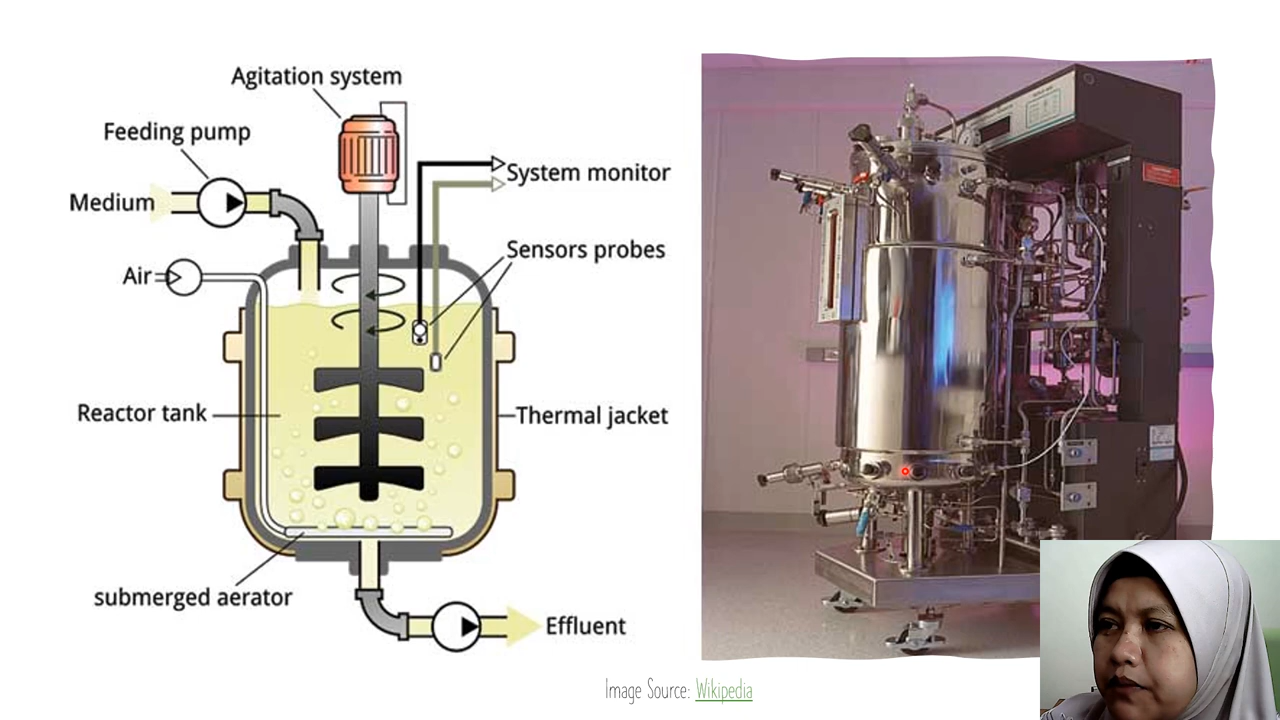 Agitation system
Feeding pump
System monitor
Medium
Sensors probes
Air
Reactor tank
Thermal jacket
submerged aerator
Effluent
Image Source: Wikipedia